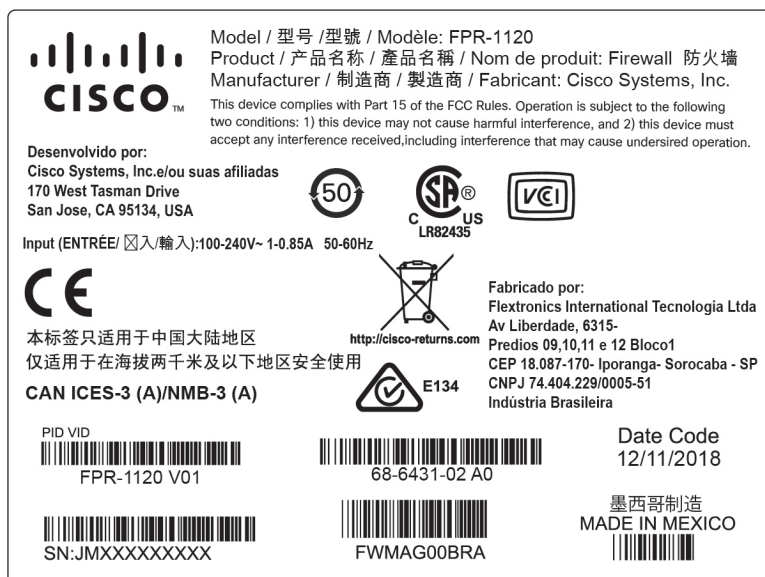 Model / 型号 /型號 / Modèle: FPR-1120
Product / 产品名称 / 產品名稱 / Nom de produit: Firewall 防火墙
Manufacturer / 制造商 / 製造商 / Fabricant: Cisco Systems, Inc.
CISCO TM
This device complies with Part 15 of the FCC Rules. Operation is subject to the following
two conditions: 1) this device may not cause harmful interference, and 2) this device must
accept any interference received,including interference that may cause undersired operation.
Desenvolvido por:
Cisco Systems, Inc.e/ou suas afiliadas
170 West Tasman Drive
San Jose, CA 95134, USA
50
C SA ® US
LR82435
VCI
Input (ENTRÉE/ ☒入/輸入):100-240V~ 1-0.85A 50-60Hz
CE
http://cisco-returns.com
Fabricado por:
Flextronics International Tecnologia Ltda
Av Liberdade, 6315-
Predios 09,10,11 e 12 Bloco1
CEP 18.087-170- Iporanga- Sorocaba - SP
CNPJ 74.404.229/0005-51
Indústria Brasileira
本标签只适用于中国大陆地区
仅适用于在海拔两千米及以下地区安全使用
CAN ICES-3 (A)/NMB-3 (A)
E134
PID VID
FPR-1120 V01
68-6431-02 A0
Date Code
12/11/2018
SN:JMXXXXXXXXX
FWMAG00BRA
墨西哥制造
MADE IN MEXICO